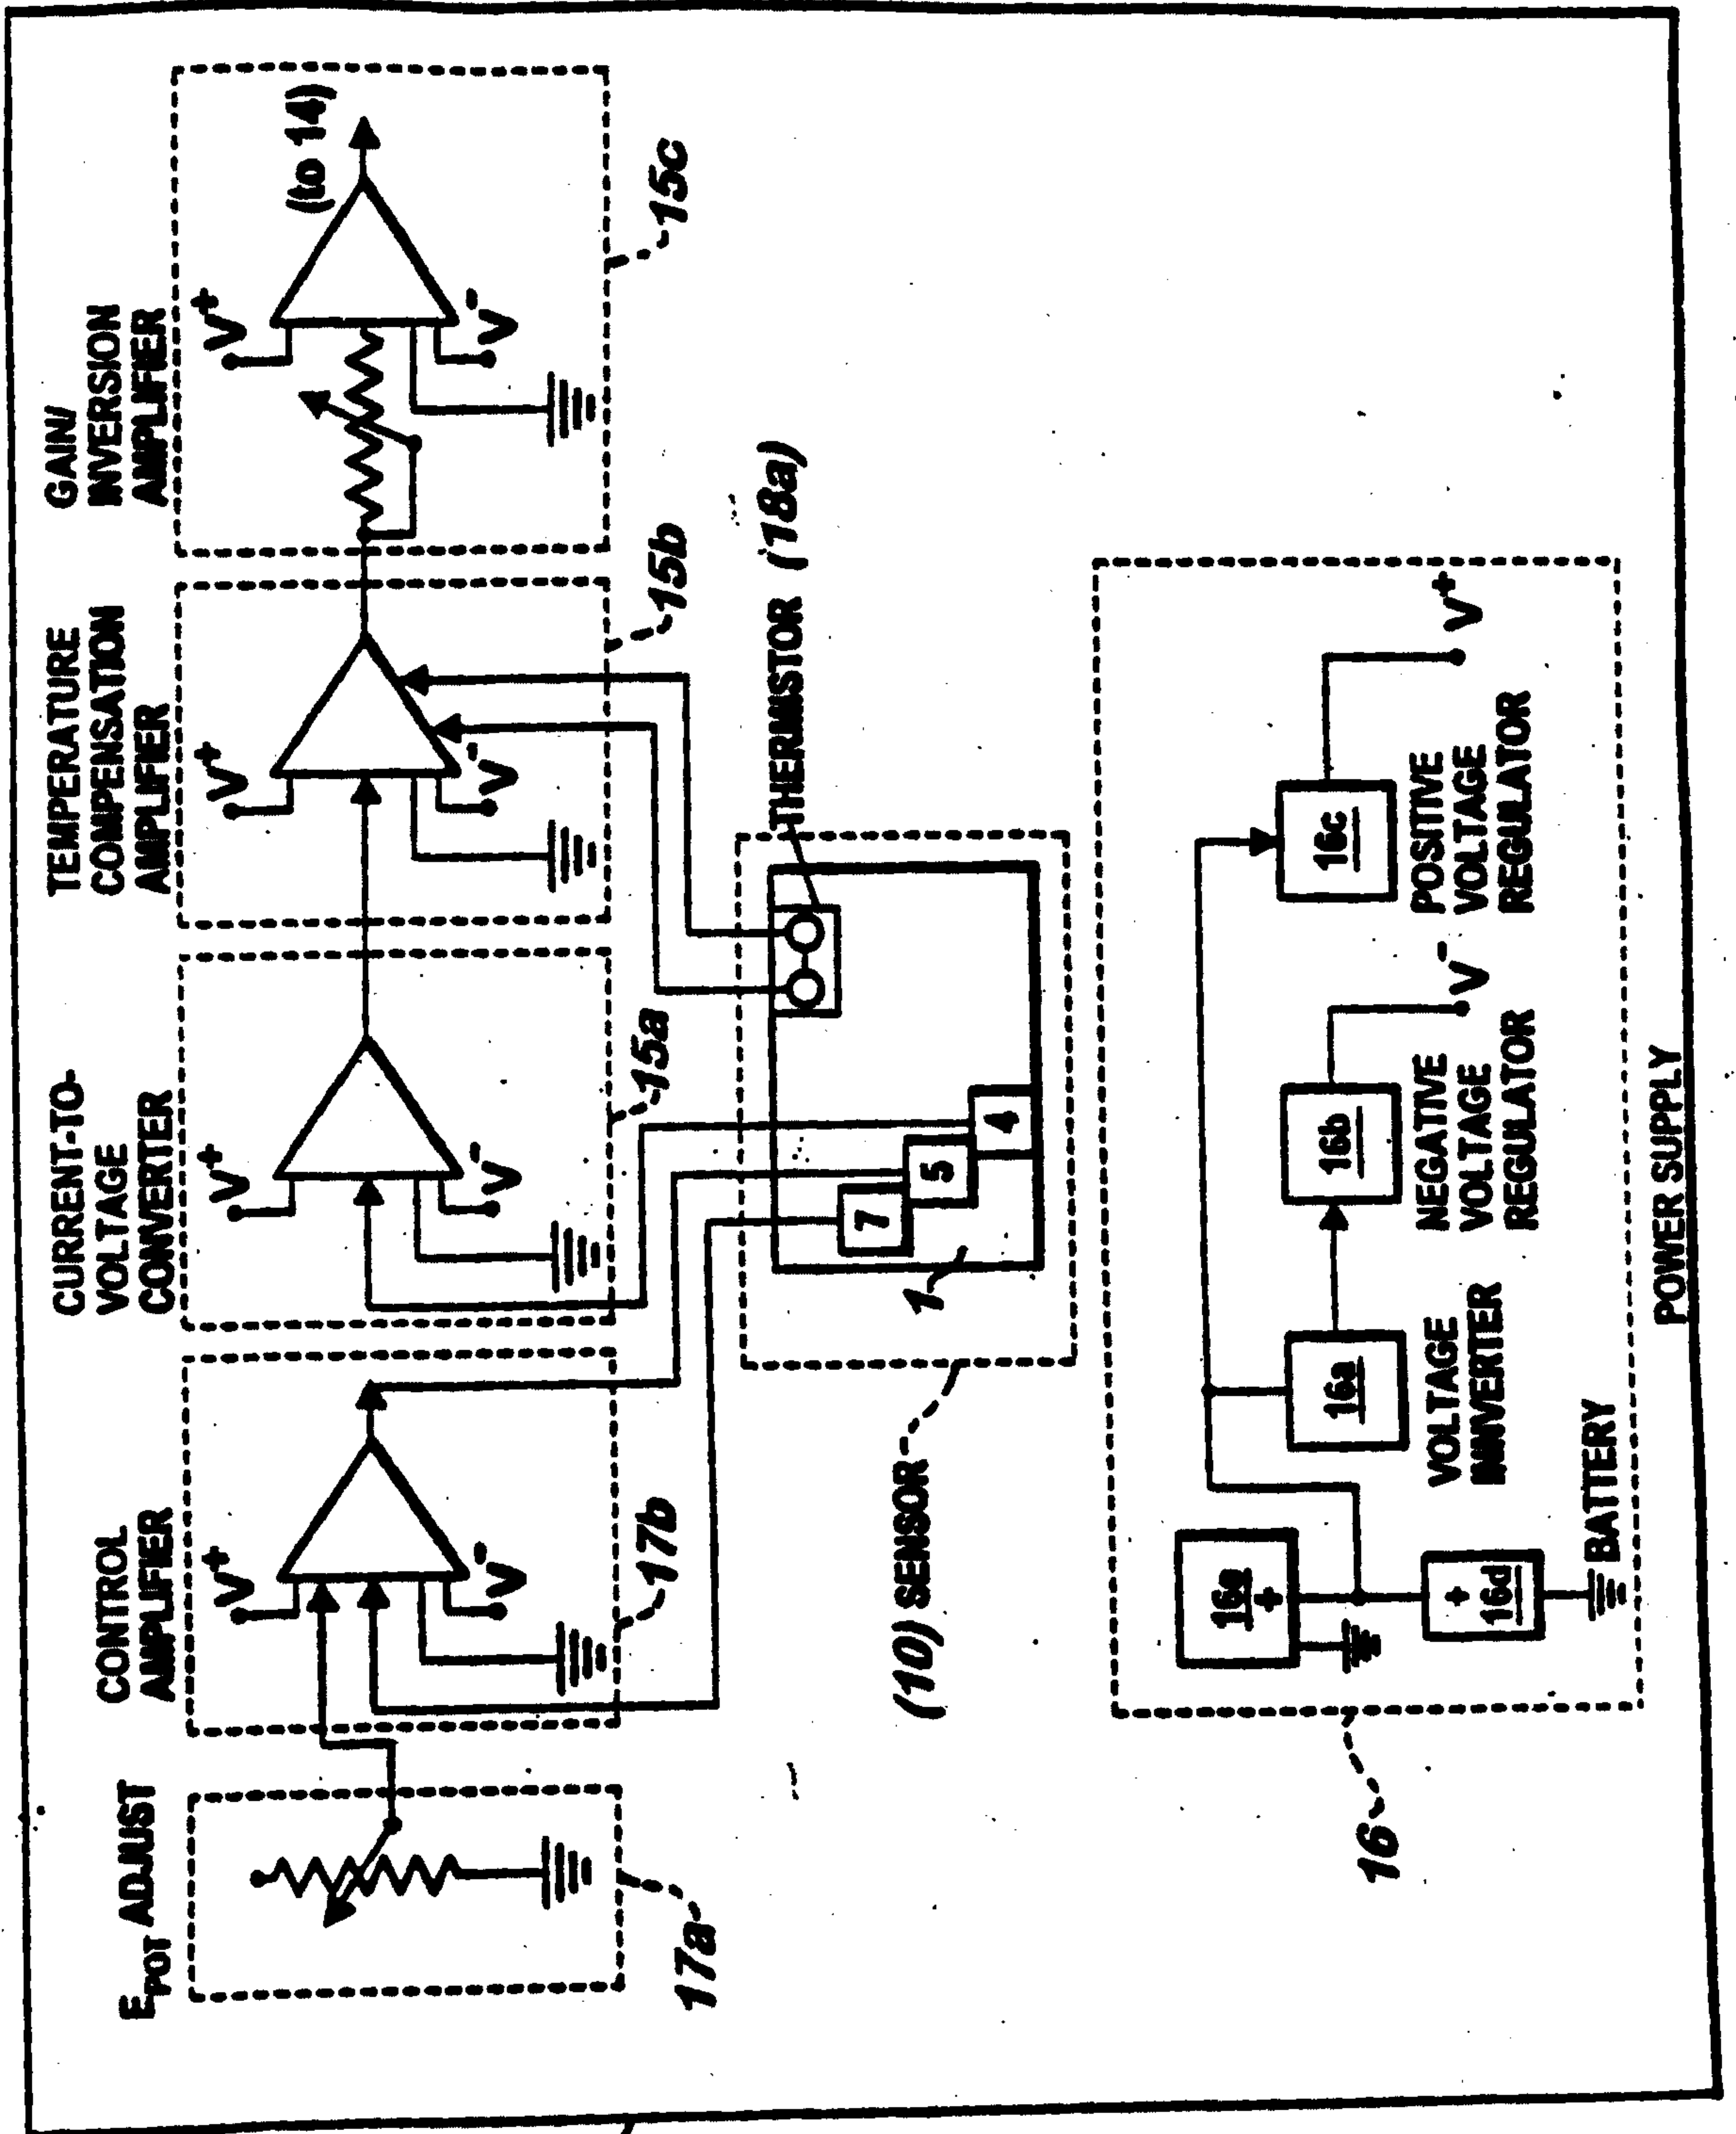 E_POT ADJUST
CONTROL
AMPLIFIER
CURRENT-TO-
VOLTAGE
CONVERTER
TEMPERATURE
COMPENSATION
AMPLIFIER
GAIN/
INVERSION
AMPLIFIER
V+
V+
V+
V+
(to 14)
V-
V-
V-
V-
17a
17b
15a
15b
15c
THERMISTOR (18a)
7
5
4
1
(10) SENSOR
16e
+
+
16d
BATTERY
16a
VOLTAGE
INVERTER
16b
NEGATIVE
VOLTAGE
REGULATOR
V-
16c
POSITIVE
VOLTAGE
REGULATOR
V+
16
POWER SUPPLY